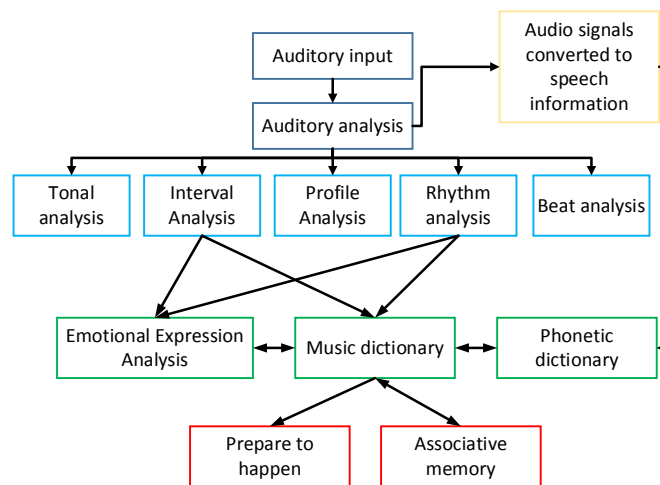 Auditory input
Audio signals
converted to
speech
information
Auditory analysis
Tonal
analysis
Interval
Analysis
Profile
Analysis
Rhythm
analysis
Beat analysis
Emotional Expression
Analysis
Music dictionary
Phonetic
dictionary
Prepare to
happen
Associative
memory